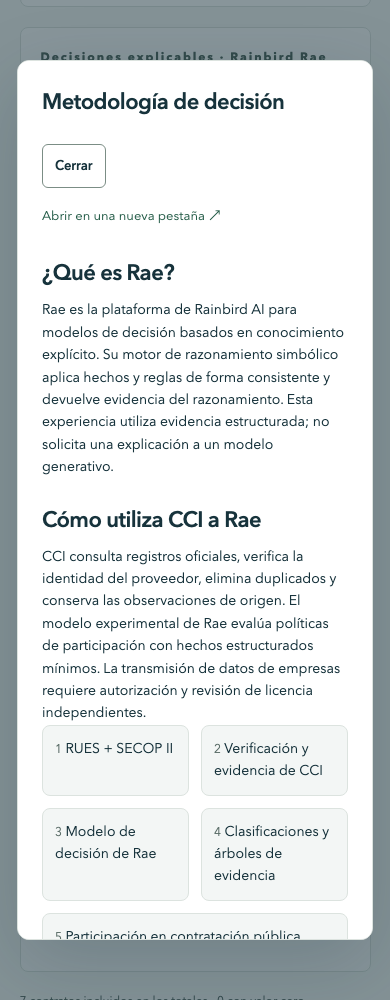 Decisiones explicables · Rainbird Rae
Metodología de decisión
Cerrar
Abrir en una nueva pestaña ↗
¿Qué es Rae?
Rae es la plataforma de Rainbird AI para
modelos de decisión basados en conocimiento
explícito. Su motor de razonamiento simbólico
aplica hechos y reglas de forma consistente y
devuelve evidencia del razonamiento. Esta
experiencia utiliza evidencia estructurada; no
solicita una explicación a un modelo
generativo.
Cómo utiliza CCI a Rae
CCI consulta registros oficiales, verifica la
identidad del proveedor, elimina duplicados y
conserva las observaciones de origen. El
modelo experimental de Rae evalúa políticas
de participación con hechos estructurados
mínimos. La transmisión de datos de empresas
requiere autorización y revisión de licencia
independientes.
1 RUES + SECOP II
2 Verificación y
evidencia de CCI
3 Modelo de
decisión de Rae
4 Clasificaciones y
árboles de
evidencia
5 Participación en contratación pública